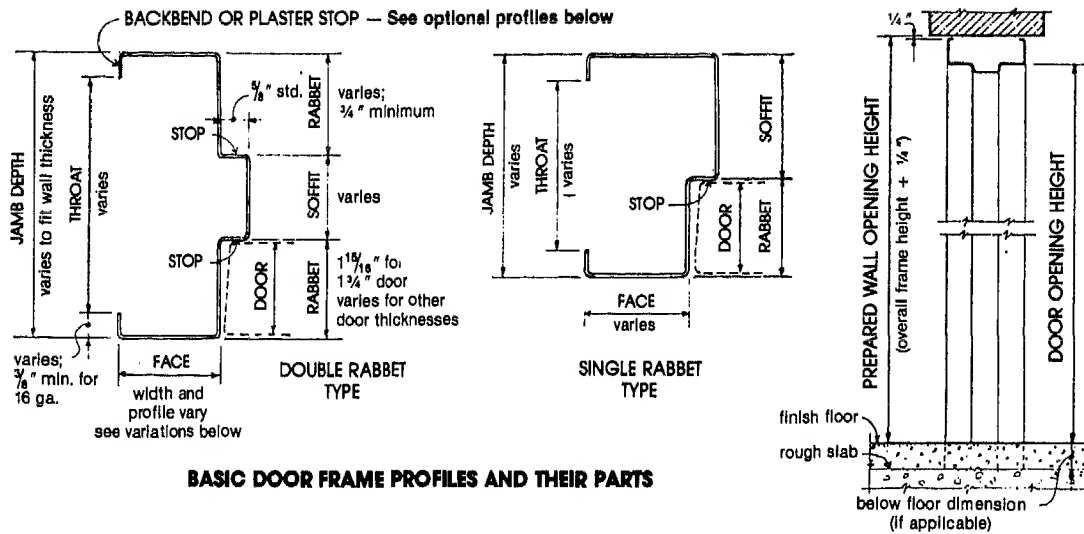 BACKBEND OR PLASTER STOP — See optional profiles below
JAMB DEPTH
varies to fit wall thickness
THROAT
varies
5/8" std.
STOP
STOP
RABBET
varies;
3/4" minimum
SOFFIT
varies
DOOR
RABBET
1 15/16" for
1 3/4" door
varies for other
door thicknesses
varies;
3/8" min. for
16 ga.
FACE
width and
profile vary
see variations below
DOUBLE RABBET
TYPE
JAMB DEPTH
varies
THROAT
varies
STOP
SOFFIT
DOOR
RABBET
FACE
varies
SINGLE RABBET
TYPE
1/4"
PREPARED WALL OPENING HEIGHT
(overall frame height + 1/4")
DOOR OPENING HEIGHT
finish floor
rough slab
below floor dimension
(if applicable)
BASIC DOOR FRAME PROFILES AND THEIR PARTS